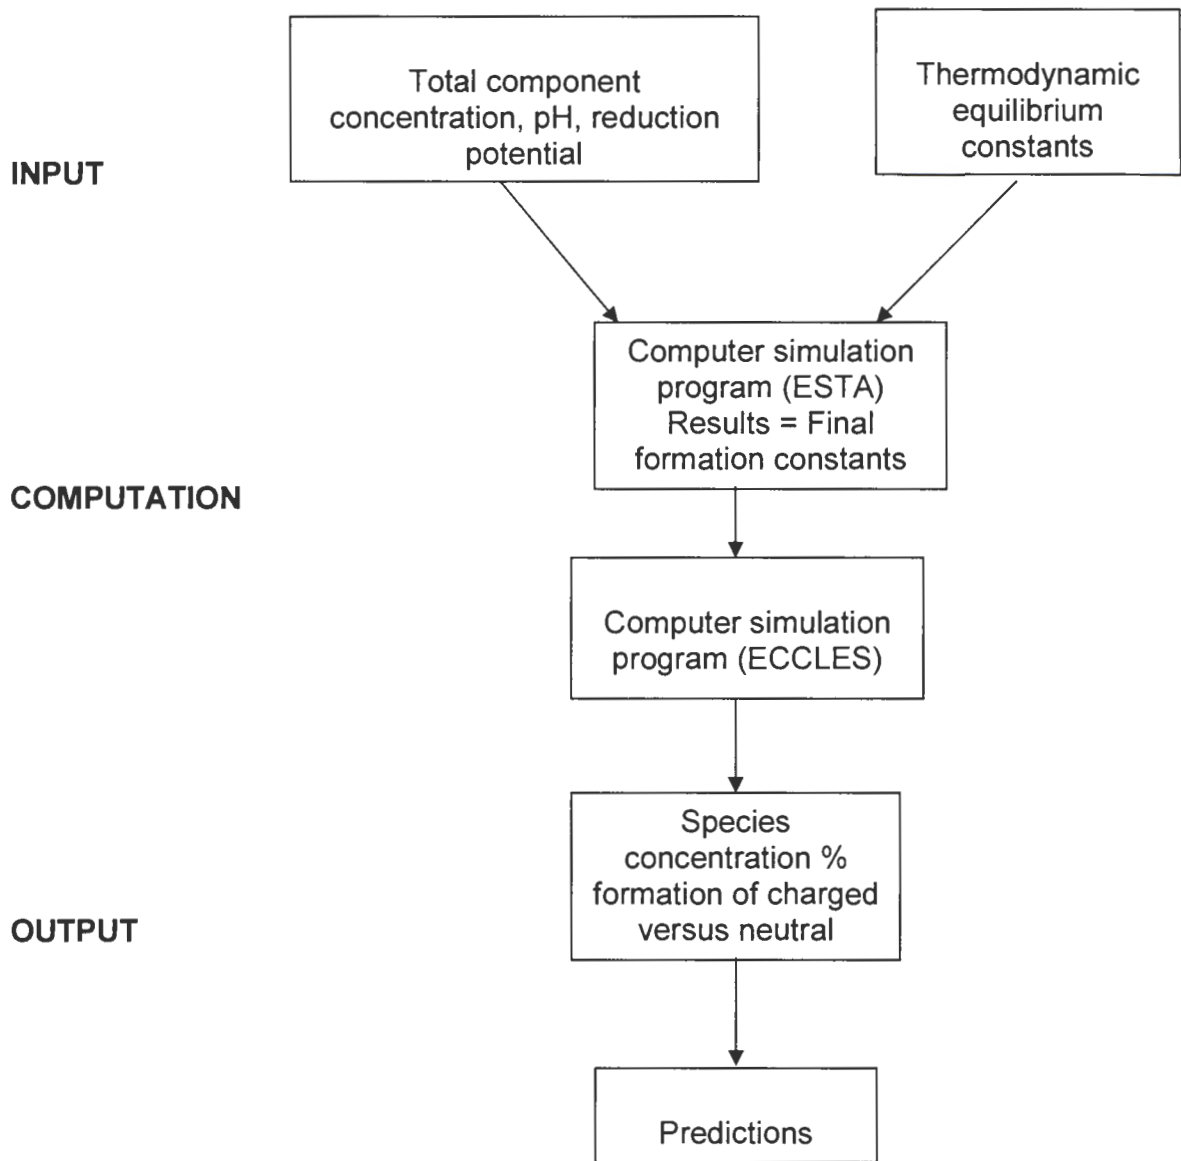 Total component
concentration, pH, reduction
potential
Thermodynamic
equilibrium
constants
INPUT
Computer simulation
program (ESTA)
Results = Final
formation constants
COMPUTATION
Computer simulation
program (ECCLES)
Species
concentration %
formation of charged
versus neutral
OUTPUT
Predictions